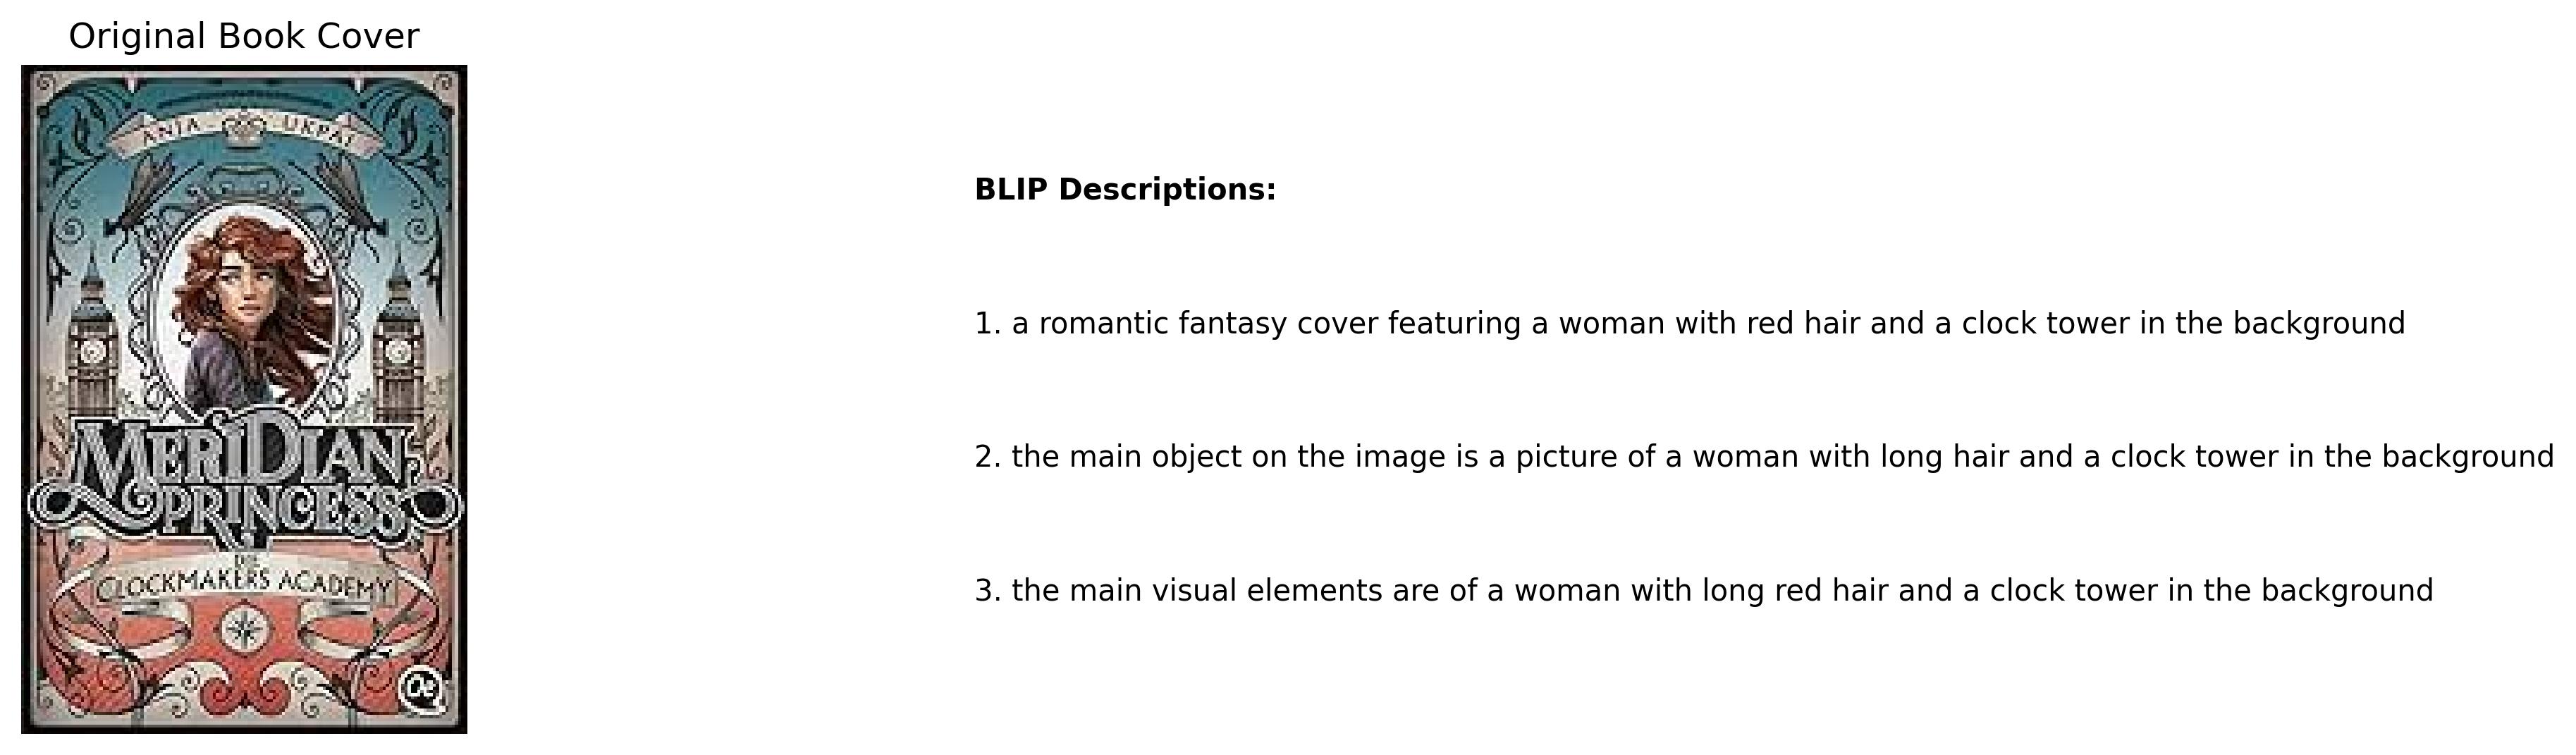 Original Book Cover
ANJA UKPAI
MERIDIAN
PRINCESS
DIE
CLOCKMAKERS ACADEMY
BLIP Descriptions:
1. a romantic fantasy cover featuring a woman with red hair and a clock tower in the background
2. the main object on the image is a picture of a woman with long hair and a clock tower in the background
3. the main visual elements are of a woman with long red hair and a clock tower in the background